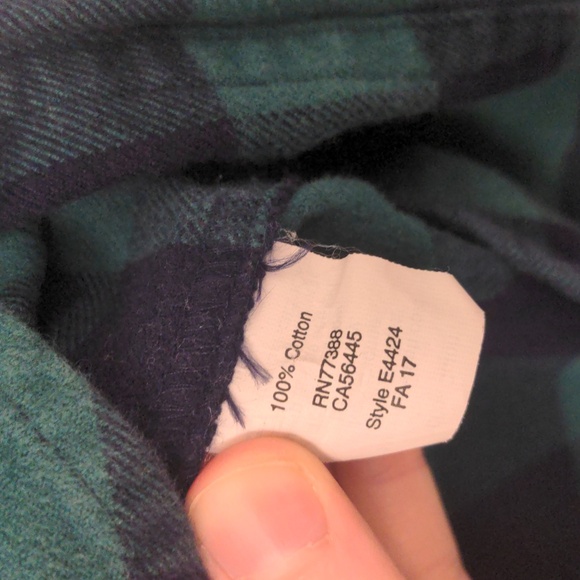 100% Cotton
RN77388
CA56445
Style E4424
FA 17